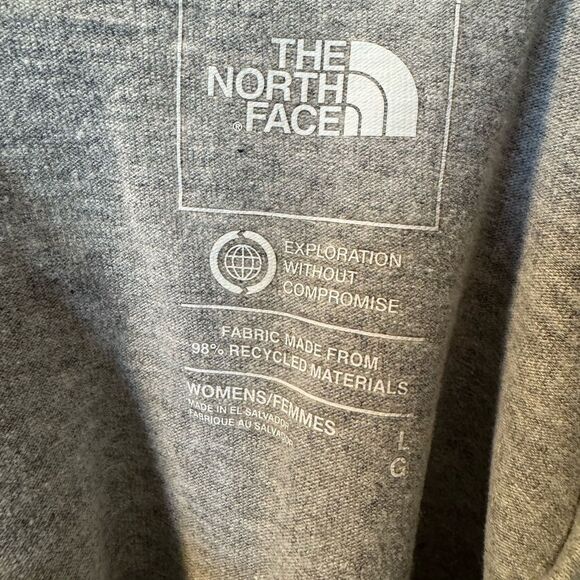 THE
NORTH
® FACE
EXPLORATION
WITHOUT
COMPROMISE
FABRIC MADE FROM
98% RECYCLED MATERIALS
WOMENS/FEMMES
MADE IN EL SALVADOR
FABRIQUE AU SALVADOR
L
G